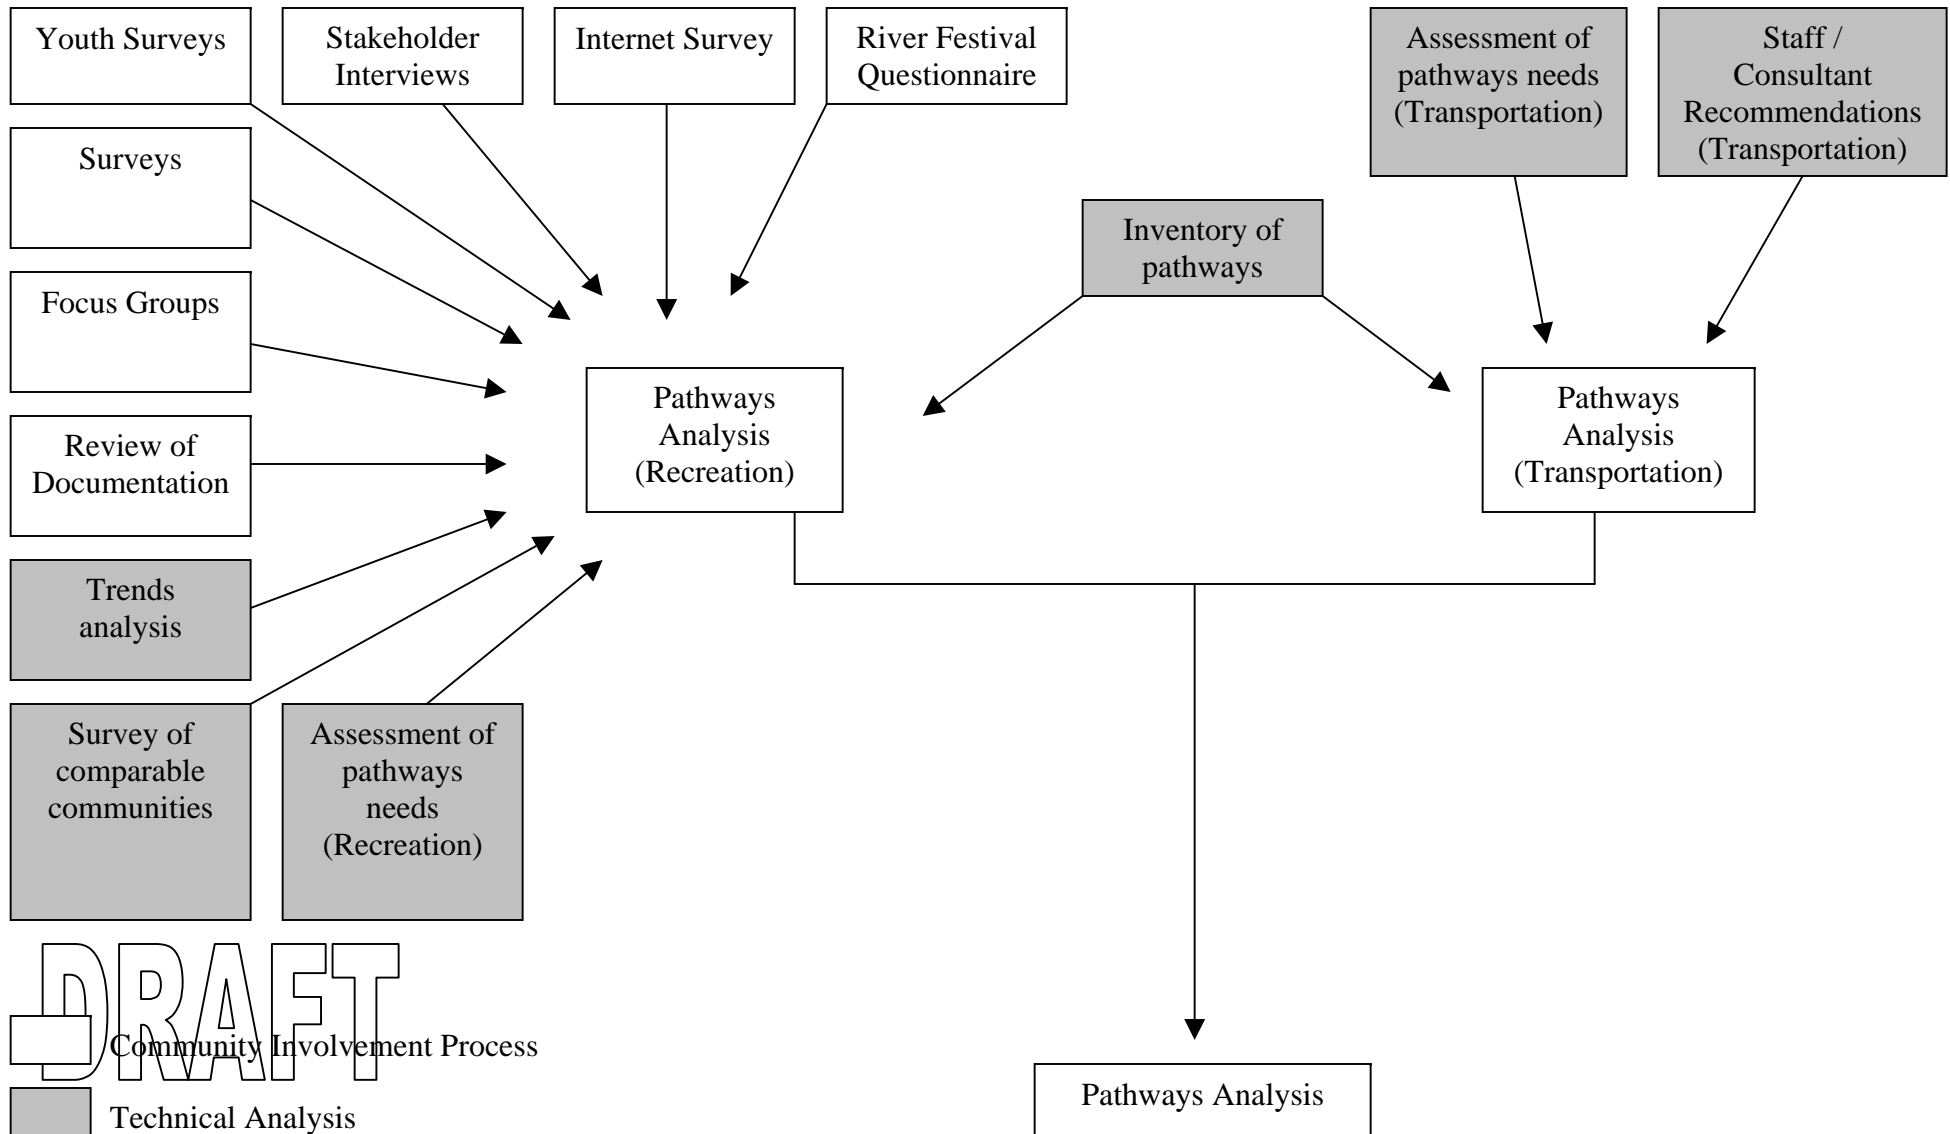 Youth Surveys
Stakeholder
Interviews
Internet Survey
River Festival
Questionnaire
Assessment of
pathways needs
(Transportation)
Staff /
Consultant
Recommendations
(Transportation)
Surveys
Inventory of
pathways
Focus Groups
Pathways
Analysis
(Recreation)
Pathways
Analysis
(Transportation)
Review of
Documentation
Trends
analysis
Survey of
comparable
communities
Assessment of
pathways
needs
(Recreation)
DRAFT
Community Involvement Process
Technical Analysis
Pathways Analysis